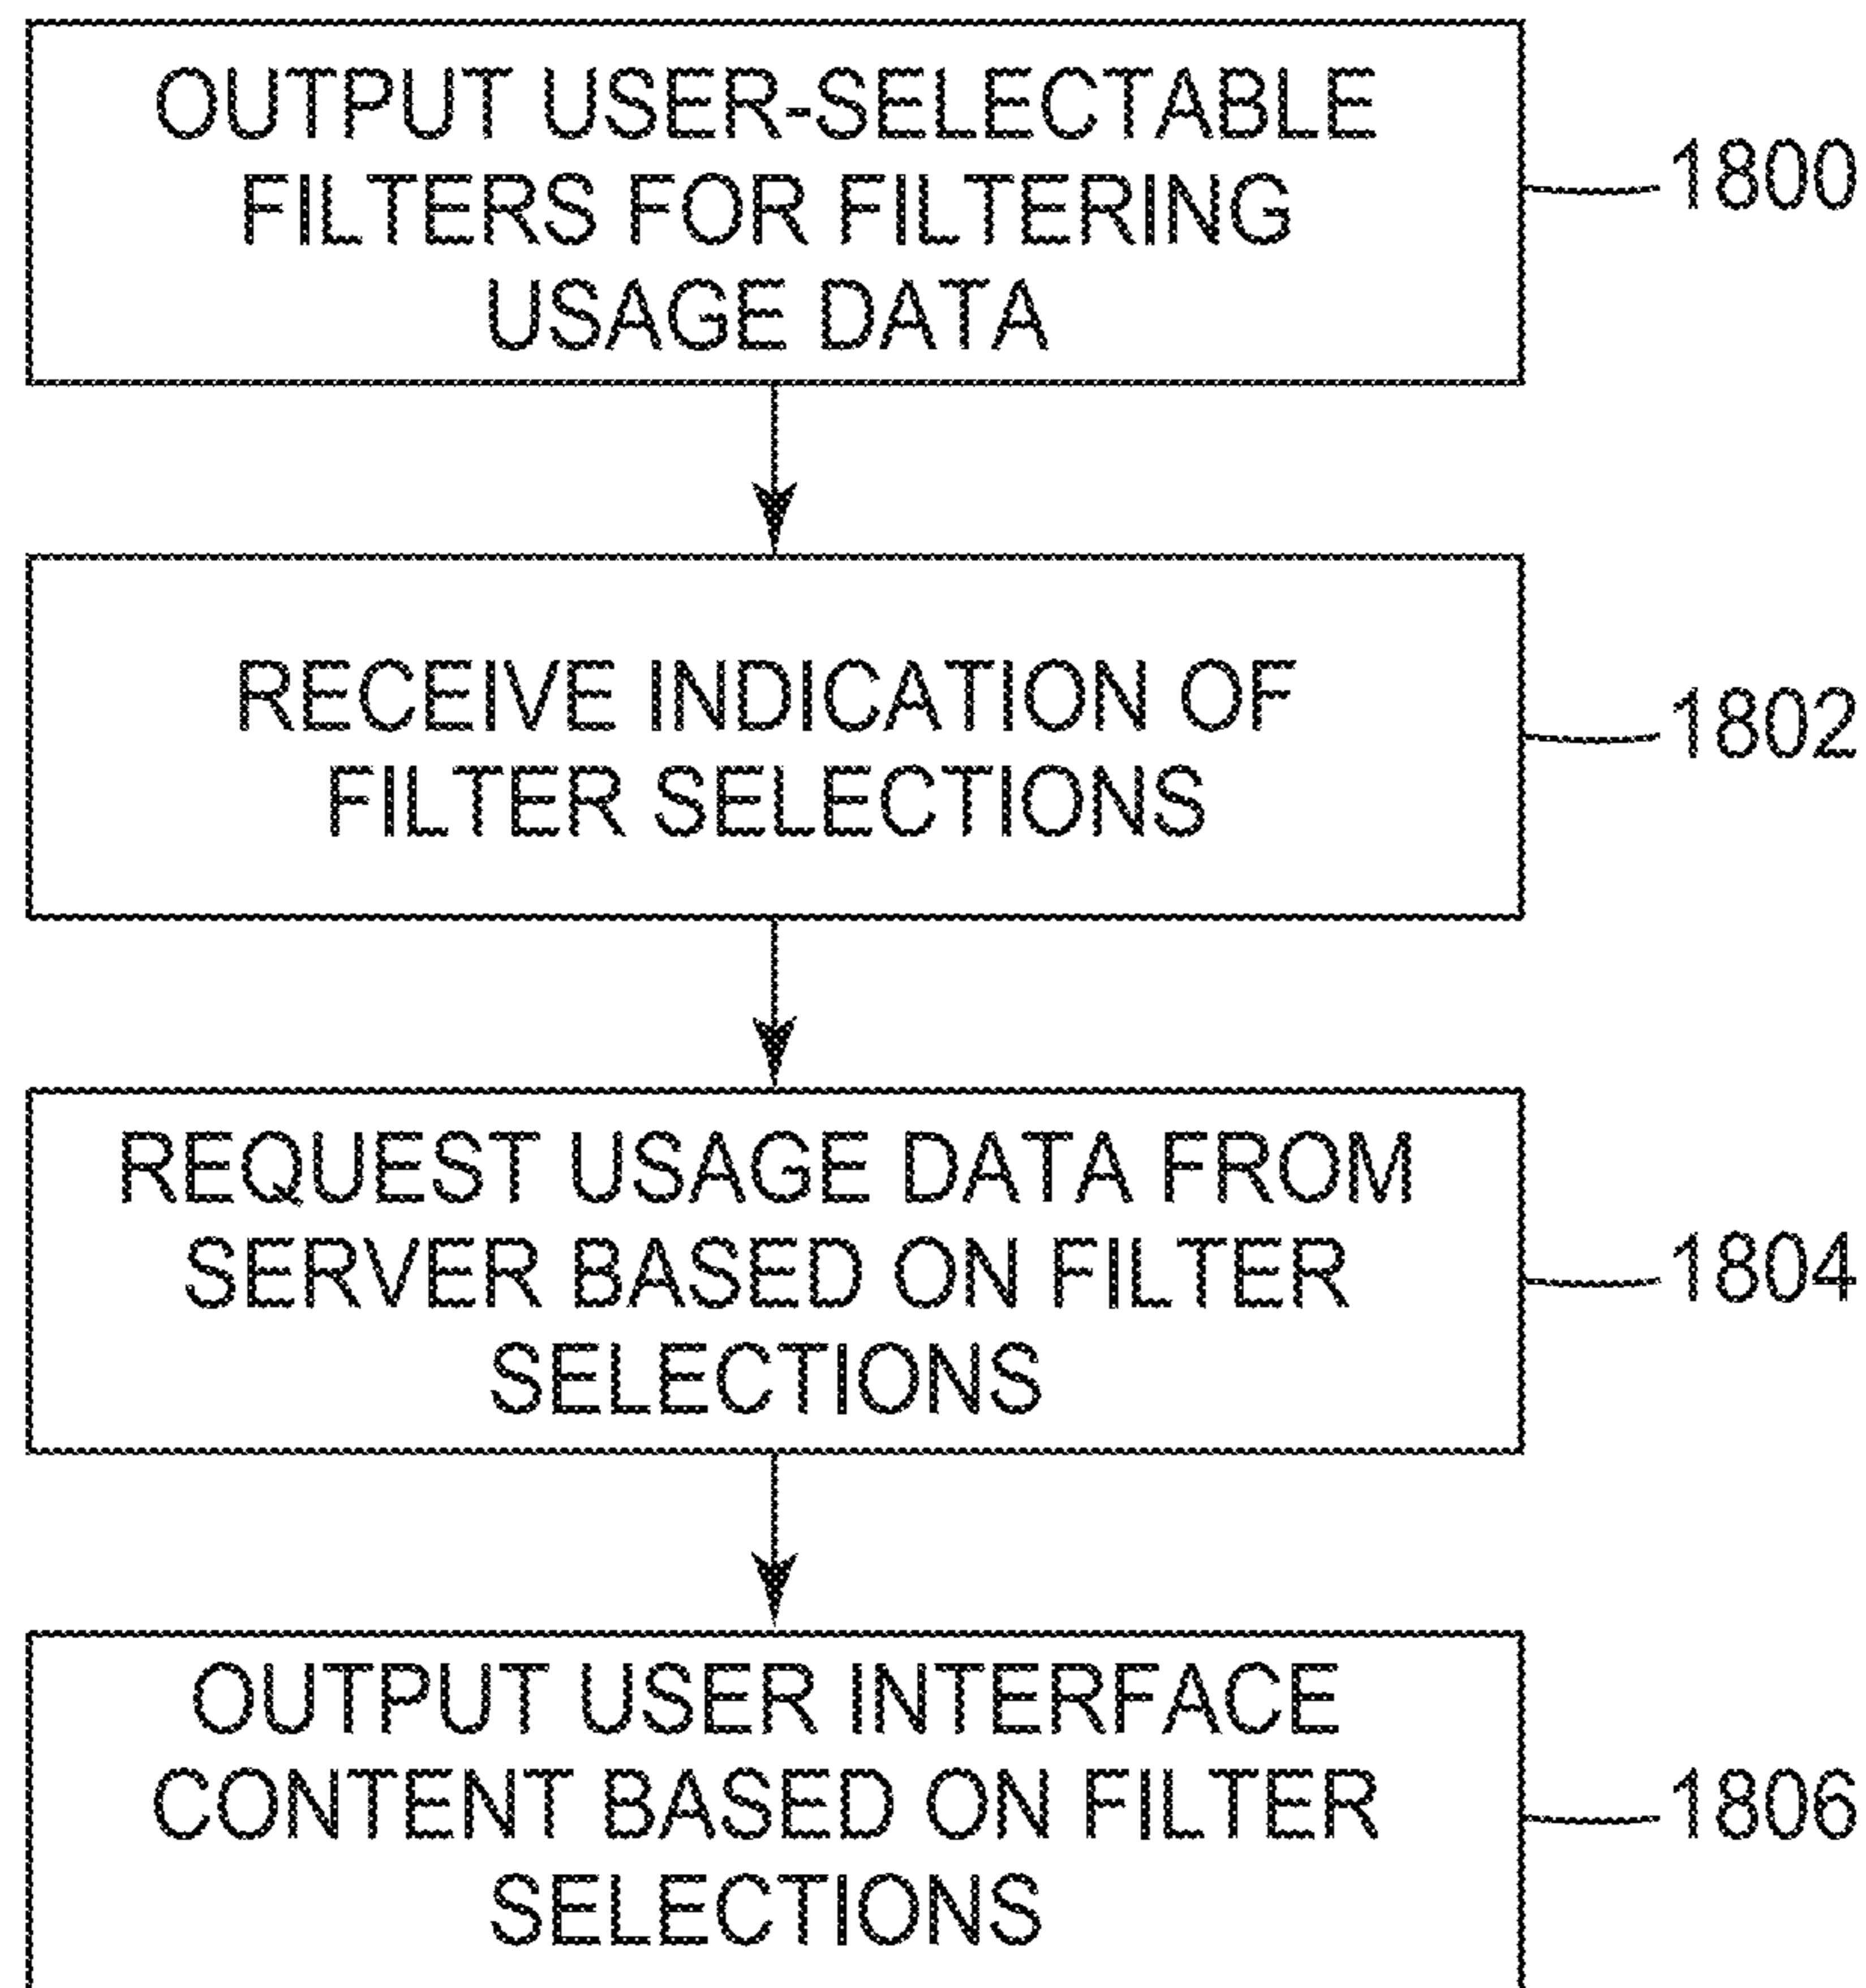 OUTPUT USER-SELECTABLE
FILTERS FOR FILTERING
USAGE DATA
1800
RECEIVE INDICATION OF
FILTER SELECTIONS
1802
REQUEST USAGE DATA FROM
SERVER BASED ON FILTER
SELECTIONS
1804
OUTPUT USER INTERFACE
CONTENT BASED ON FILTER
SELECTIONS
1806